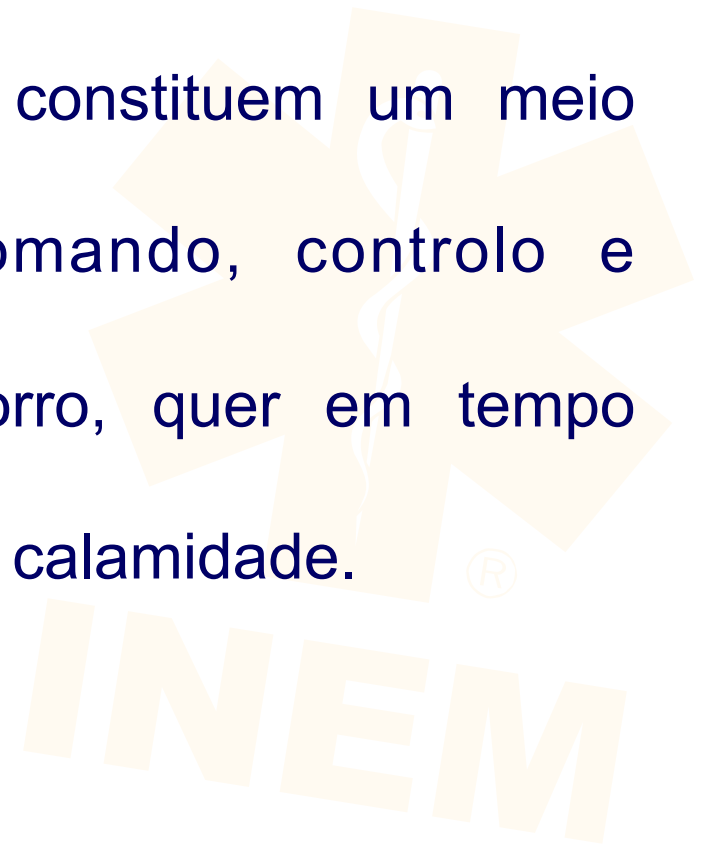 constituem um meio
omando, controlo e
orro, quer em tempo
calamidade.
®
INEM